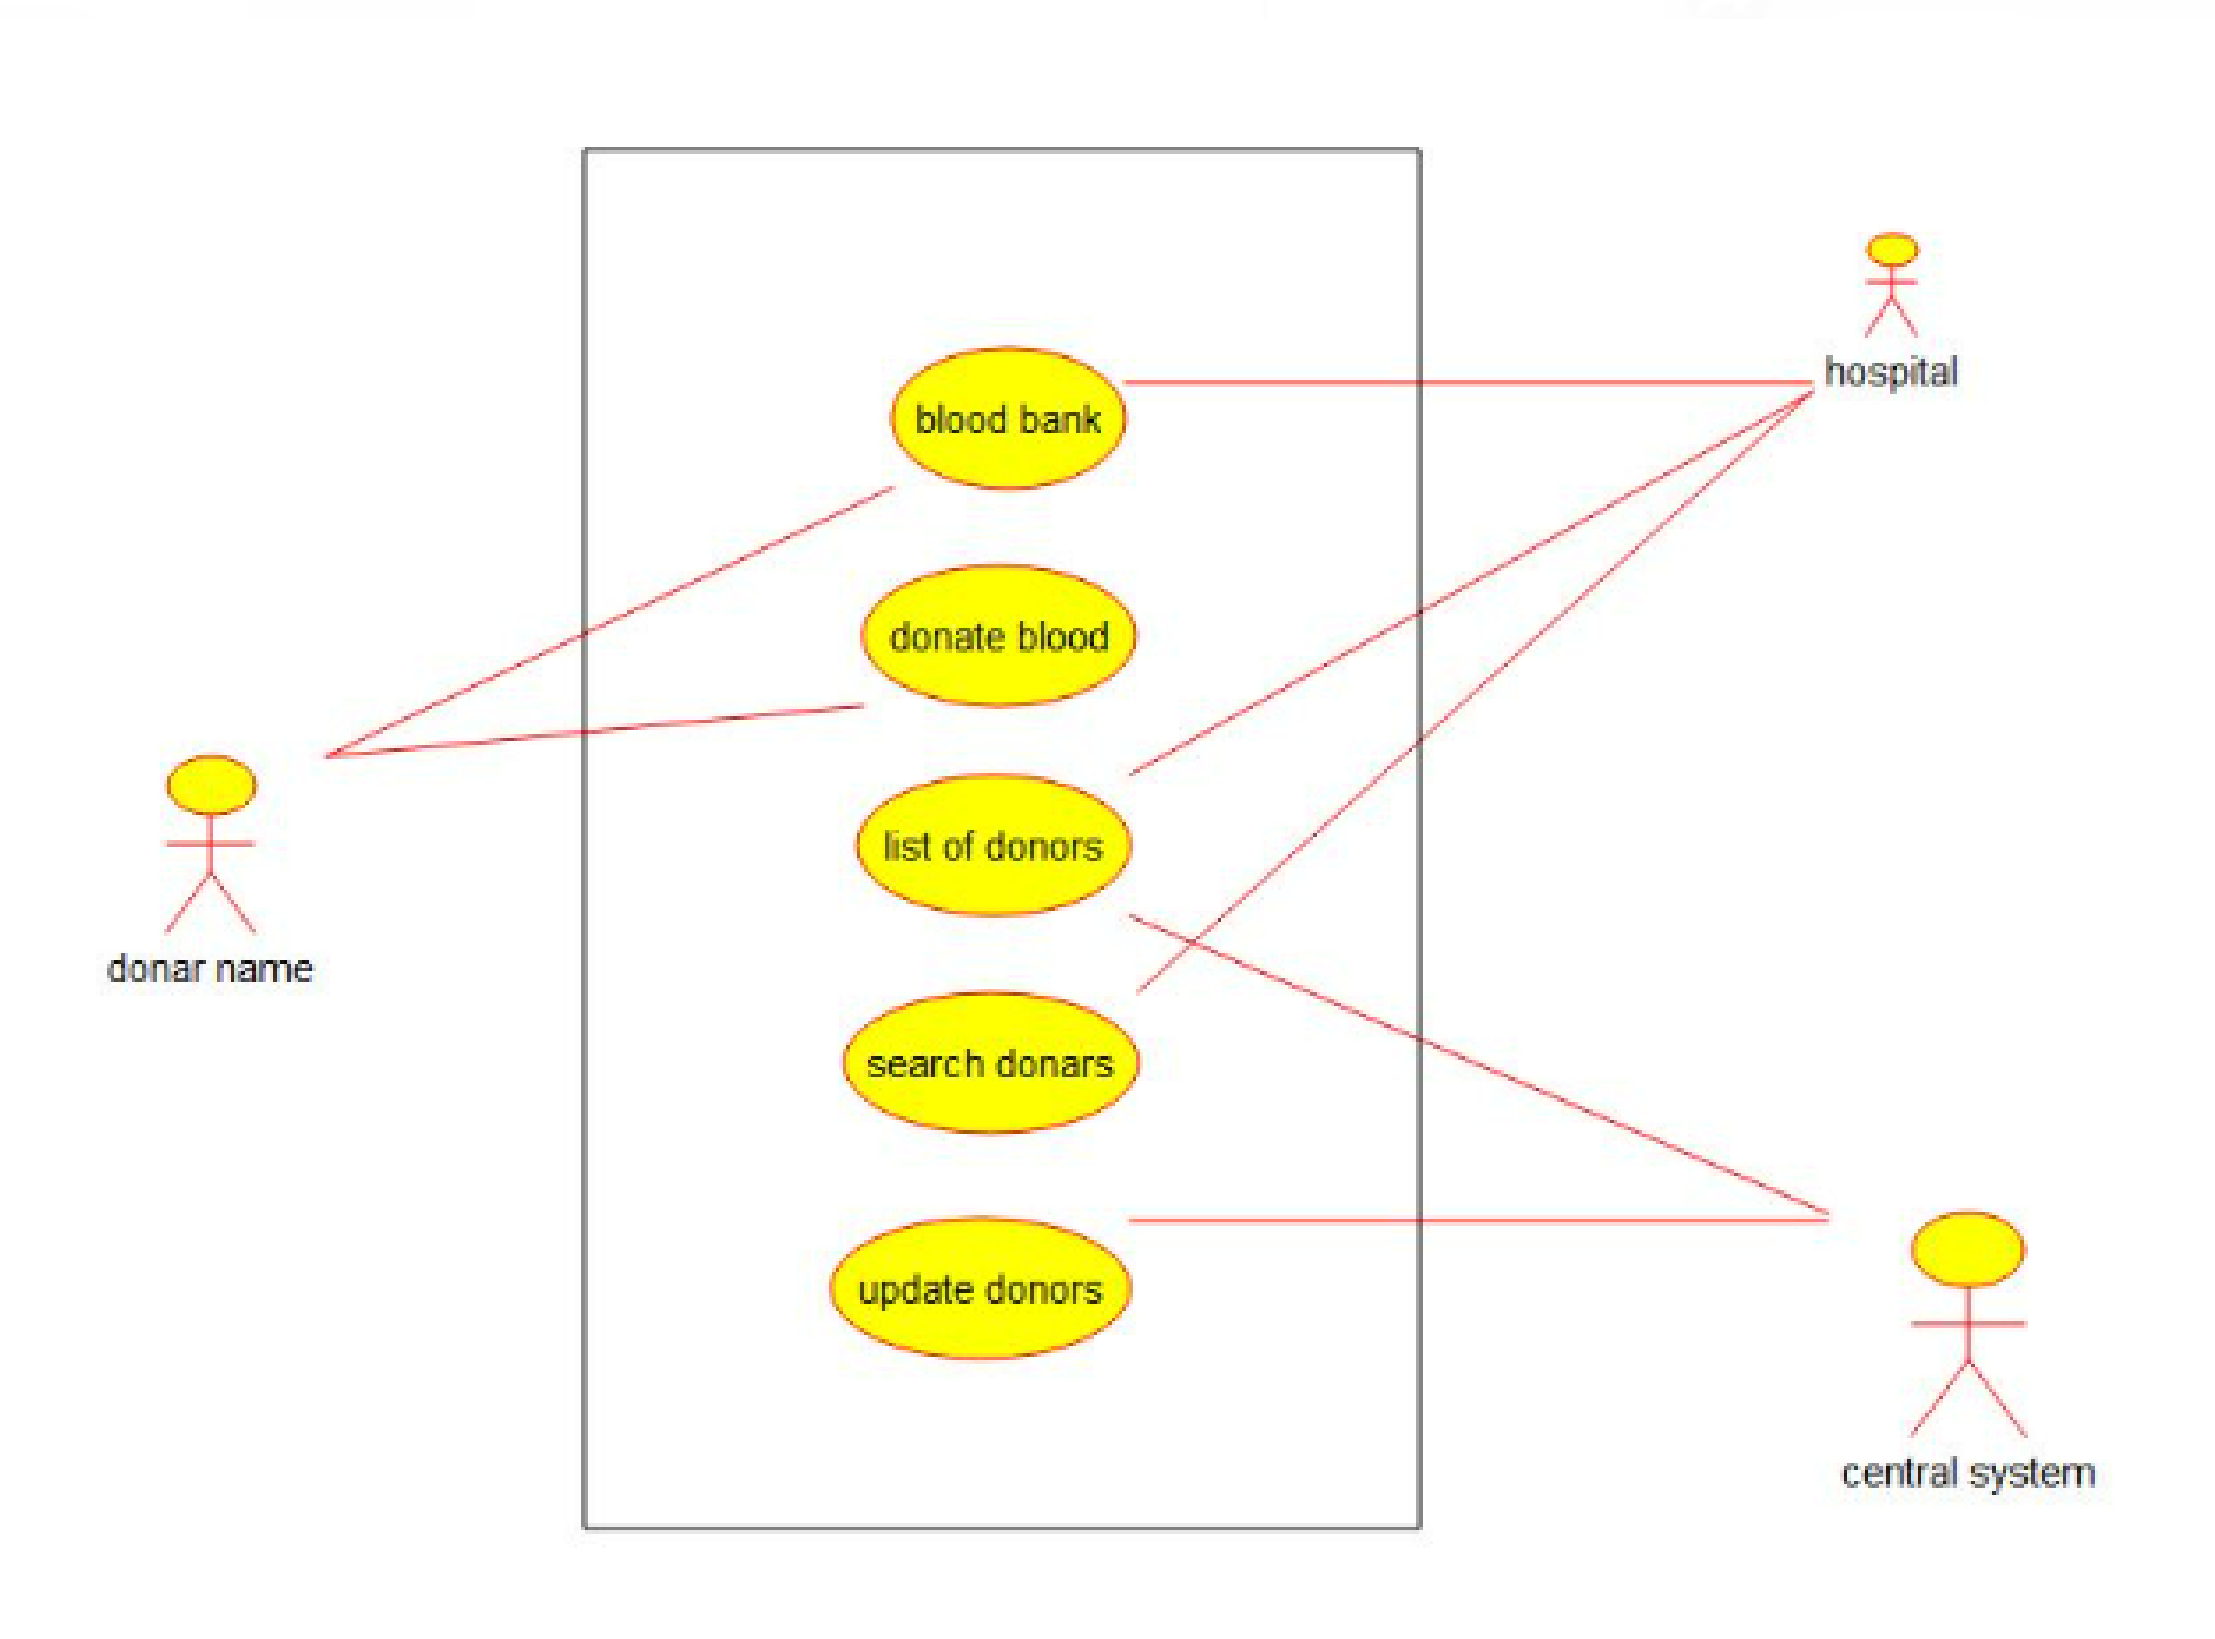 hospital
blood bank
donate blood
list of donors
donar name
search donars
update donors
central system